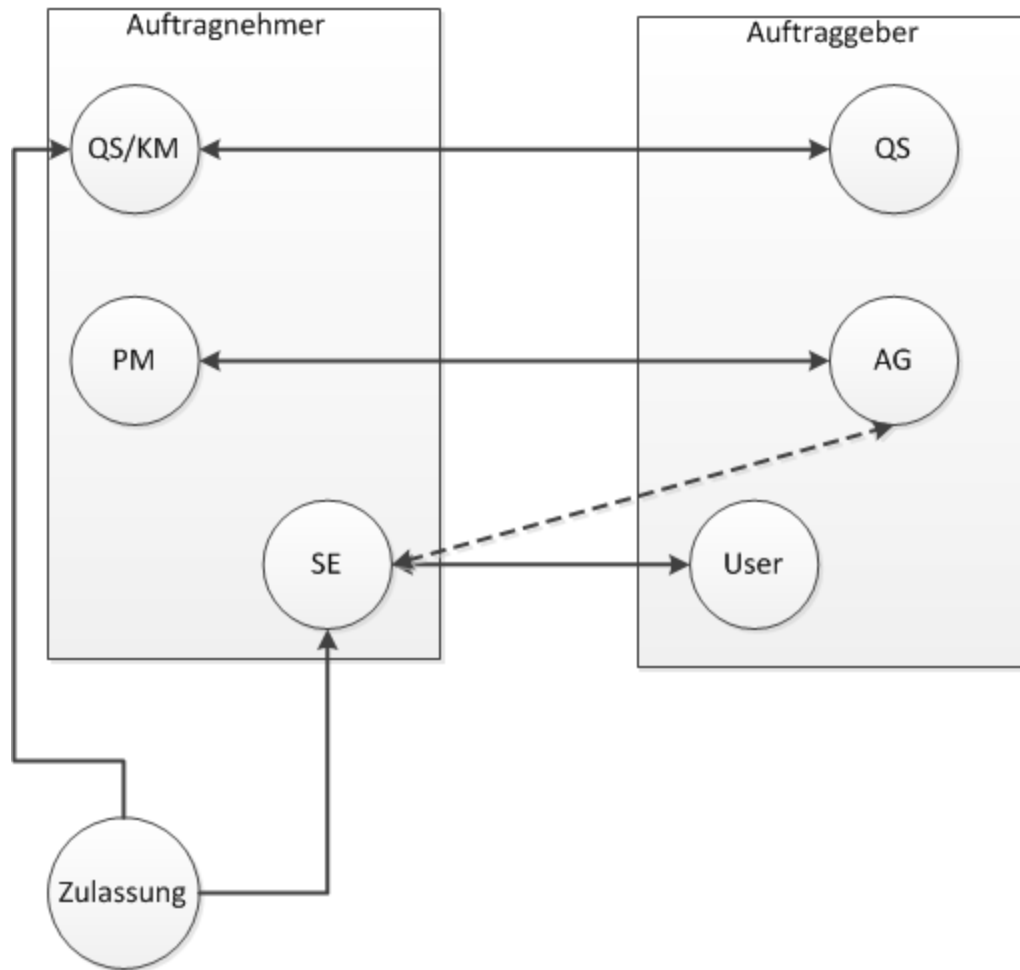 Auftragnehmer
Auftraggeber
QS/KM
QS
PM
AG
SE
User
Zulassung